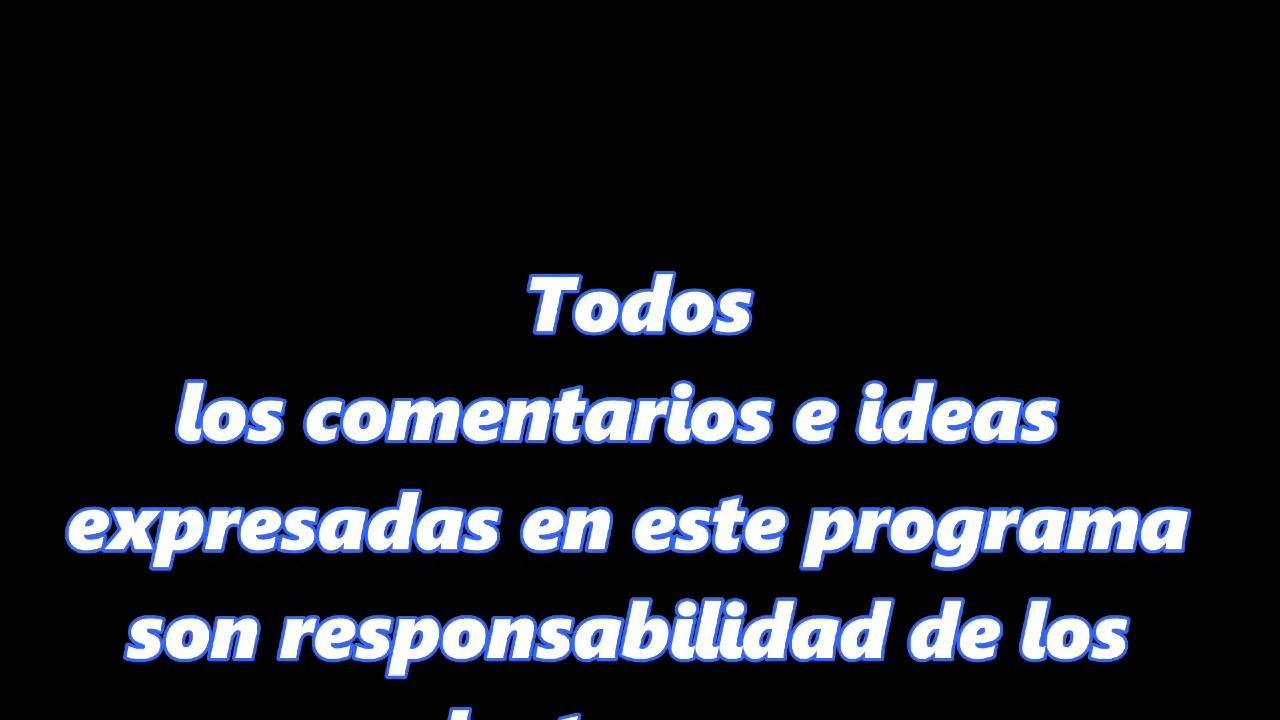 Todos
los comentarios e ideas
expresadas en este programa
son responsabilidad de los